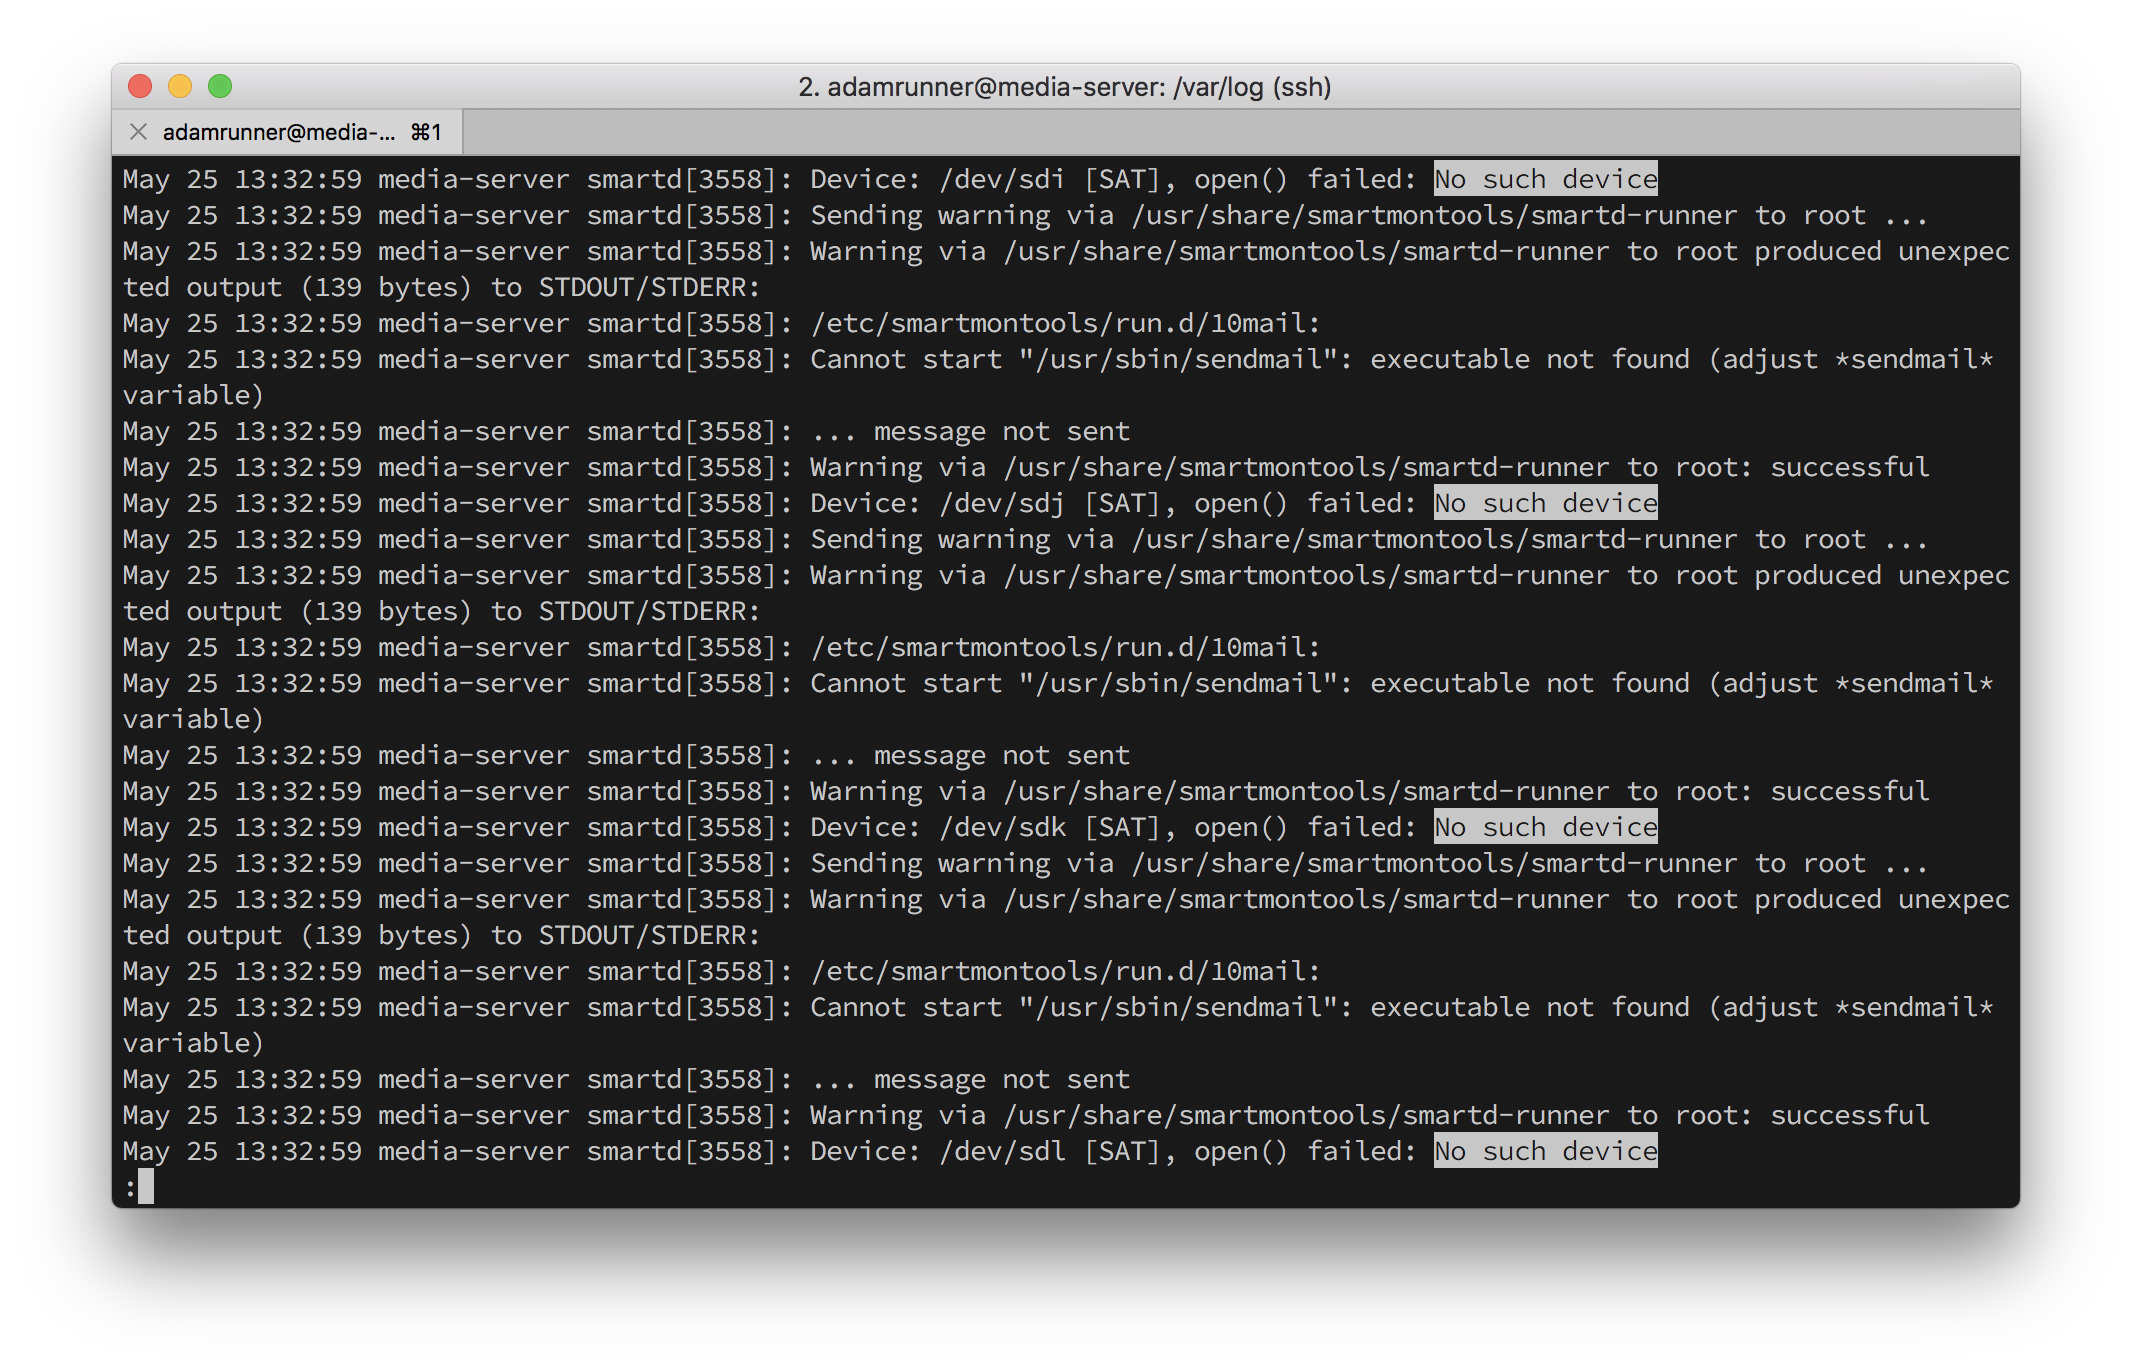 2. adamrunner@media-server: /var/log (ssh)
adamrunner@media-... ⌘1
May 25 13:32:59 media-server smartd[3558]: Device: /dev/sdi [SAT], open() failed: No such device
May 25 13:32:59 media-server smartd[3558]: Sending warning via /usr/share/smartmontools/smartd-runner to root ...
May 25 13:32:59 media-server smartd[3558]: Warning via /usr/share/smartmontools/smartd-runner to root produced unexpec
ted output (139 bytes) to STDOUT/STDERR:
May 25 13:32:59 media-server smartd[3558]: /etc/smartmontools/run.d/10mail:
May 25 13:32:59 media-server smartd[3558]: Cannot start "/usr/sbin/sendmail": executable not found (adjust *sendmail*
variable)
May 25 13:32:59 media-server smartd[3558]: ... message not sent
May 25 13:32:59 media-server smartd[3558]: Warning via /usr/share/smartmontools/smartd-runner to root: successful
May 25 13:32:59 media-server smartd[3558]: Device: /dev/sdj [SAT], open() failed: No such device
May 25 13:32:59 media-server smartd[3558]: Sending warning via /usr/share/smartmontools/smartd-runner to root ...
May 25 13:32:59 media-server smartd[3558]: Warning via /usr/share/smartmontools/smartd-runner to root produced unexpec
ted output (139 bytes) to STDOUT/STDERR:
May 25 13:32:59 media-server smartd[3558]: /etc/smartmontools/run.d/10mail:
May 25 13:32:59 media-server smartd[3558]: Cannot start "/usr/sbin/sendmail": executable not found (adjust *sendmail*
variable)
May 25 13:32:59 media-server smartd[3558]: ... message not sent
May 25 13:32:59 media-server smartd[3558]: Warning via /usr/share/smartmontools/smartd-runner to root: successful
May 25 13:32:59 media-server smartd[3558]: Device: /dev/sdk [SAT], open() failed: No such device
May 25 13:32:59 media-server smartd[3558]: Sending warning via /usr/share/smartmontools/smartd-runner to root ...
May 25 13:32:59 media-server smartd[3558]: Warning via /usr/share/smartmontools/smartd-runner to root produced unexpec
ted output (139 bytes) to STDOUT/STDERR:
May 25 13:32:59 media-server smartd[3558]: /etc/smartmontools/run.d/10mail:
May 25 13:32:59 media-server smartd[3558]: Cannot start "/usr/sbin/sendmail": executable not found (adjust *sendmail*
variable)
May 25 13:32:59 media-server smartd[3558]: ... message not sent
May 25 13:32:59 media-server smartd[3558]: Warning via /usr/share/smartmontools/smartd-runner to root: successful
May 25 13:32:59 media-server smartd[3558]: Device: /dev/sdl [SAT], open() failed: No such device
: